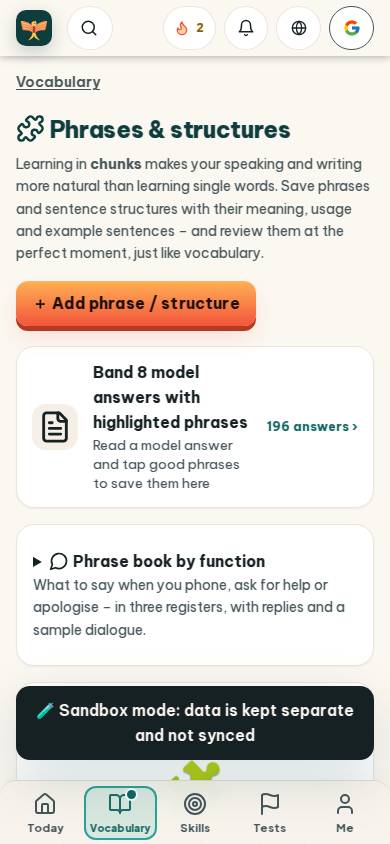 2
Vocabulary
Phrases & structures
Learning in chunks makes your speaking and writing
more natural than learning single words. Save phrases
and sentence structures with their meaning, usage
and example sentences – and review them at the
perfect moment, just like vocabulary.
+ Add phrase / structure
Band 8 model
answers with
highlighted phrases
Read a model answer
and tap good phrases
to save them here
196 answers ›
Phrase book by function
What to say when you phone, ask for help or
apologise – in three registers, with replies and a
sample dialogue.
🧪 Sandbox mode: data is kept separate
and not synced
Today
Vocabulary
Skills
Tests
Me